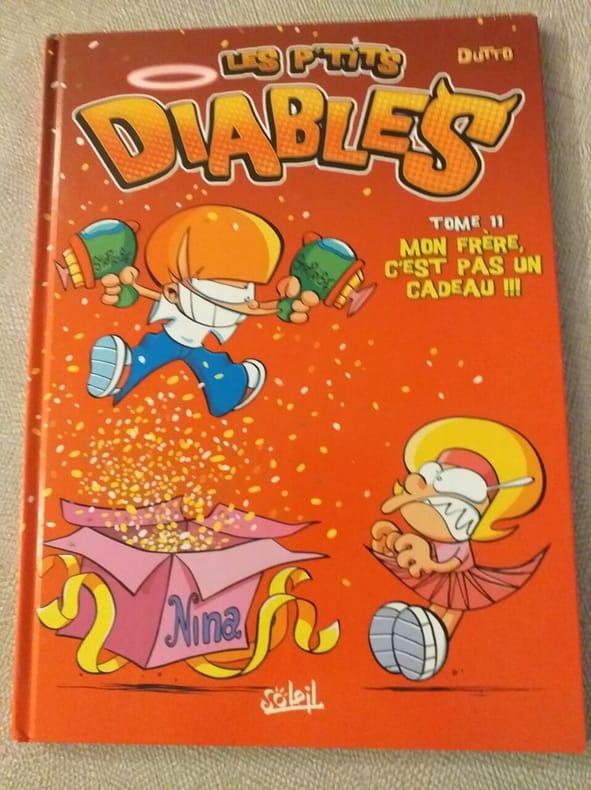 LES P'TITS
DUTTO
DIABLES
TOME 11
MON FRÈRE,
C'EST PAS UN
CADEAU !!!
Nina
SOLEIL